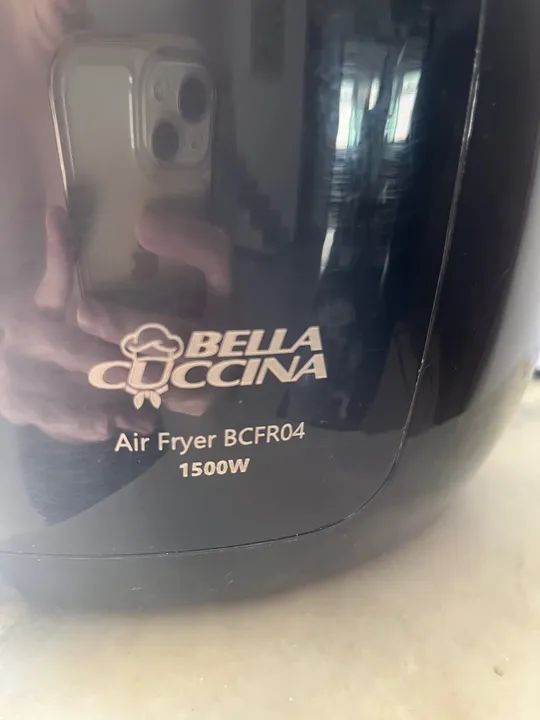 BELLA
CUCCINA
Air Fryer BCFR04
1500W